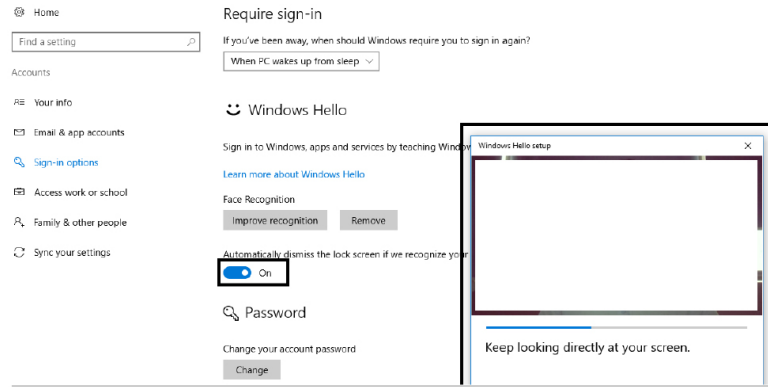 Home
Find a setting
Accounts
Your info
Email & app accounts
Sign-in options
Access work or school
Family & other people
Sync your settings
Require sign-in
If you've been away, when should Windows require you to sign in again?
When PC wakes up from sleep
Windows Hello
Sign in to Windows, apps and services by teaching
Learn more about Windows Hello
Face Recognition
Improve recognition Remove
Automatically dismiss the lock screen if we recognize your
On
Password
Change your account password
Change
Windows Hello setup
Keep looking directly at your screen.